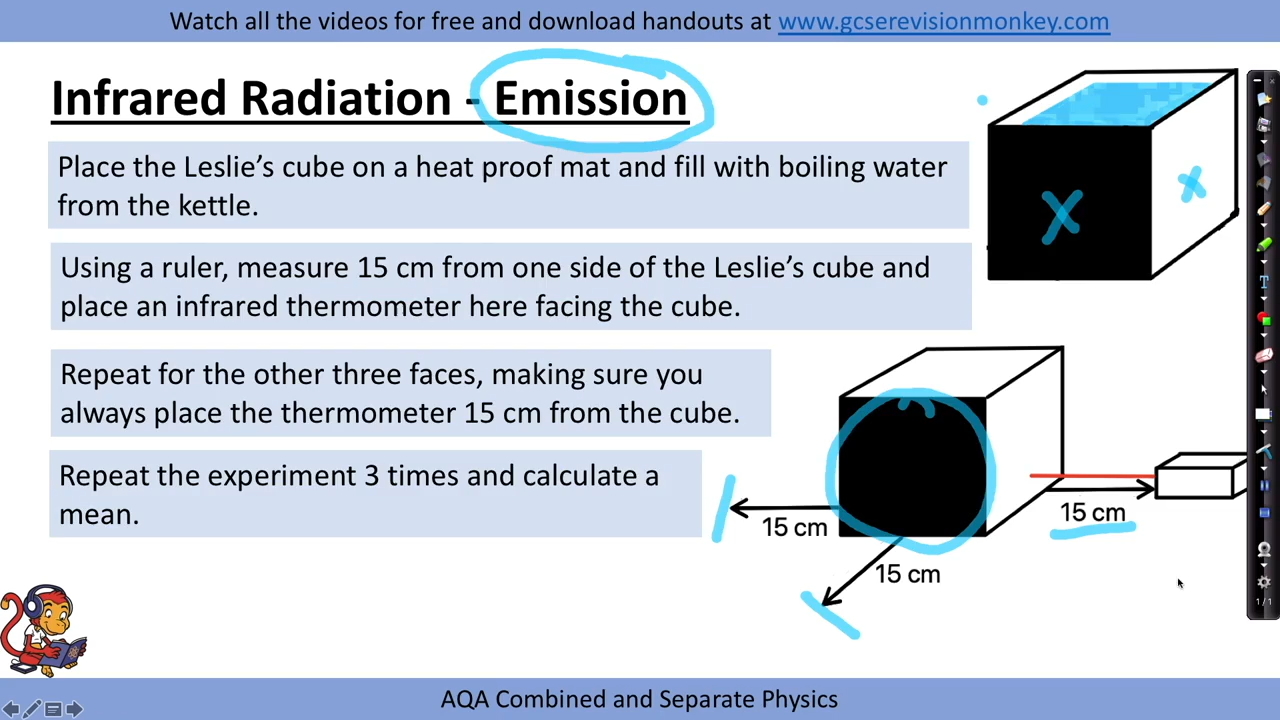 Watch all the videos for free and download handouts at www.gcserevisionmonkey.com
Infrared Radiation - Emission
Place the Leslie's cube on a heat proof mat and fill with boiling water
from the kettle.
Using a ruler, measure 15 cm from one side of the Leslie's cube and
place an infrared thermometer here facing the cube.
Repeat for the other three faces, making sure you
always place the thermometer 15 cm from the cube.
Repeat the experiment 3 times and calculate a
mean.
15 cm
15 cm
15 cm
1/1
AQA Combined and Separate Physics